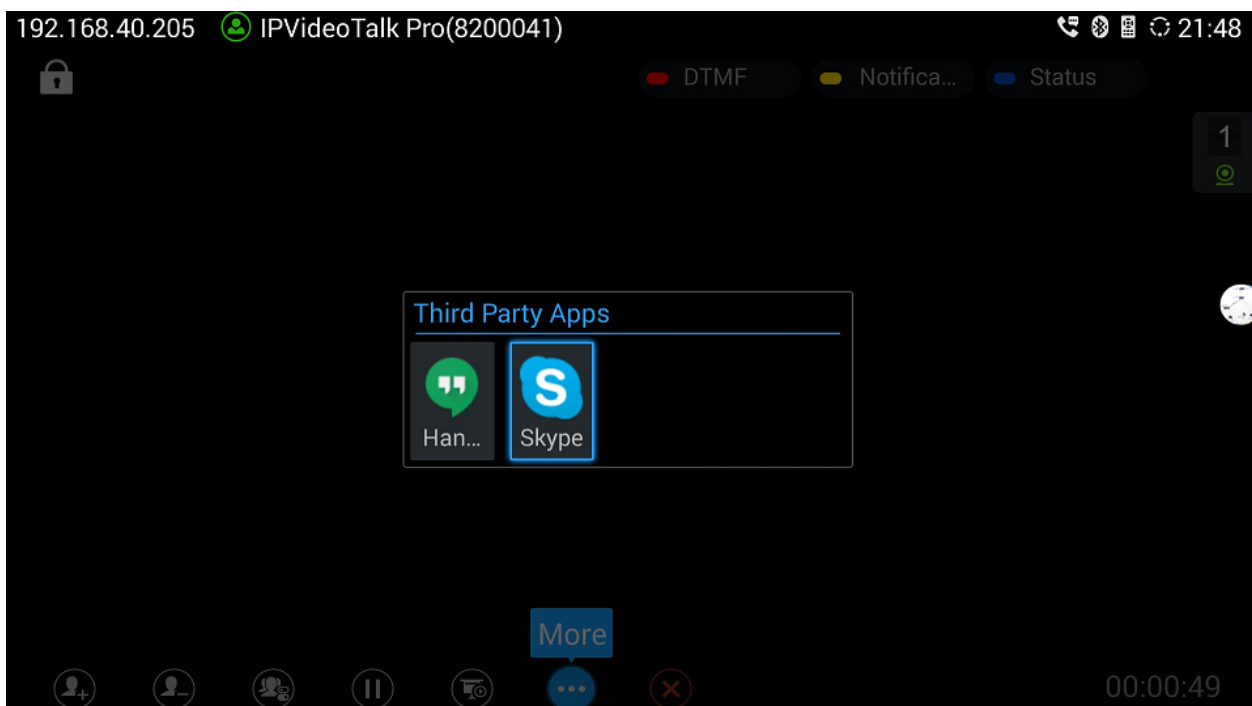 192.168.40.205 IPVideoTalk Pro(8200041) 21:48
DTMF Notifica... Status
1
Third Party Apps
Han... Skype
More
00:00:49